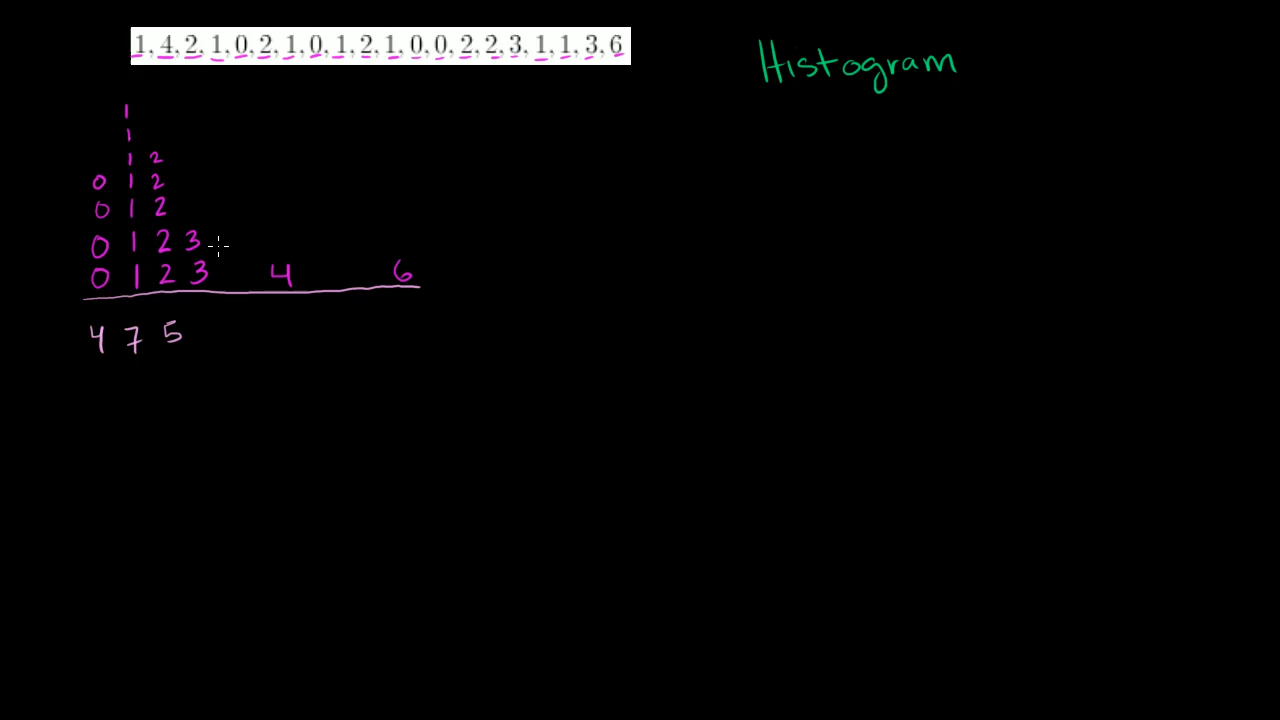 1, 4, 2, 1, 0, 2, 1, 0, 1, 2, 1, 0, 0, 2, 2, 3, 1, 1, 3, 6
Histogram
1
1
1 2
0 1 2
0 1 2
0 1 2 3
0 1 2 3 4 6
4 7 5